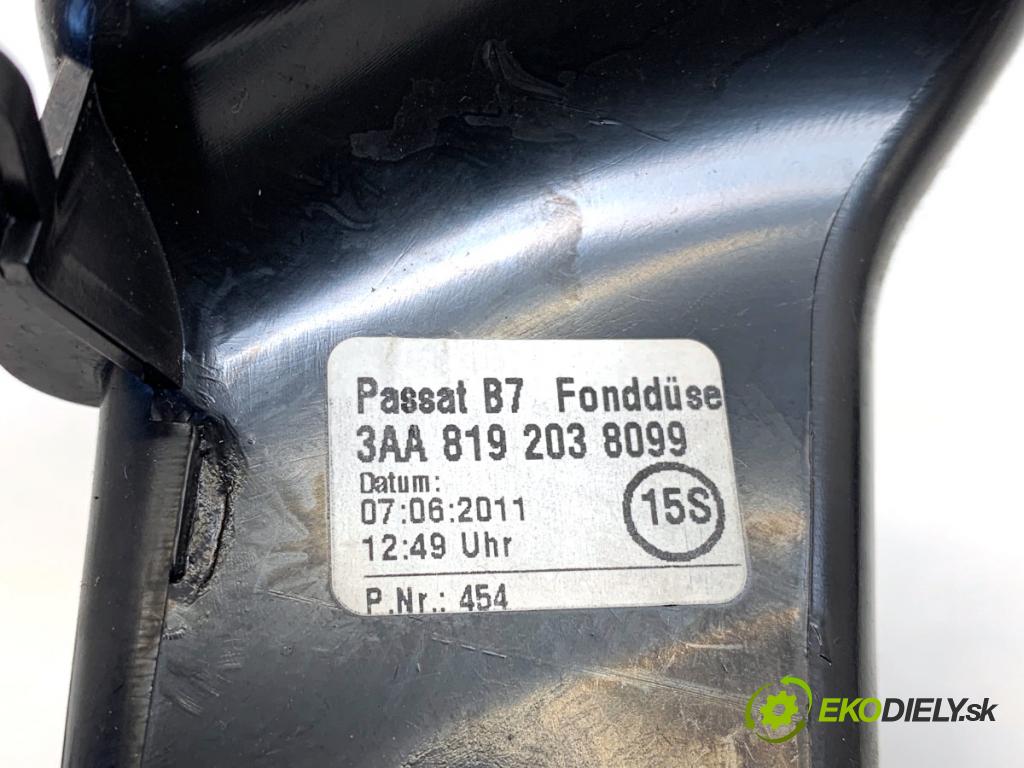 Passat B7 Fonddüse
3AA 819 203 8099
Datum:
07:06:2011
15S
12:49 Uhr
P.Nr.: 454
EKODIELY.sk